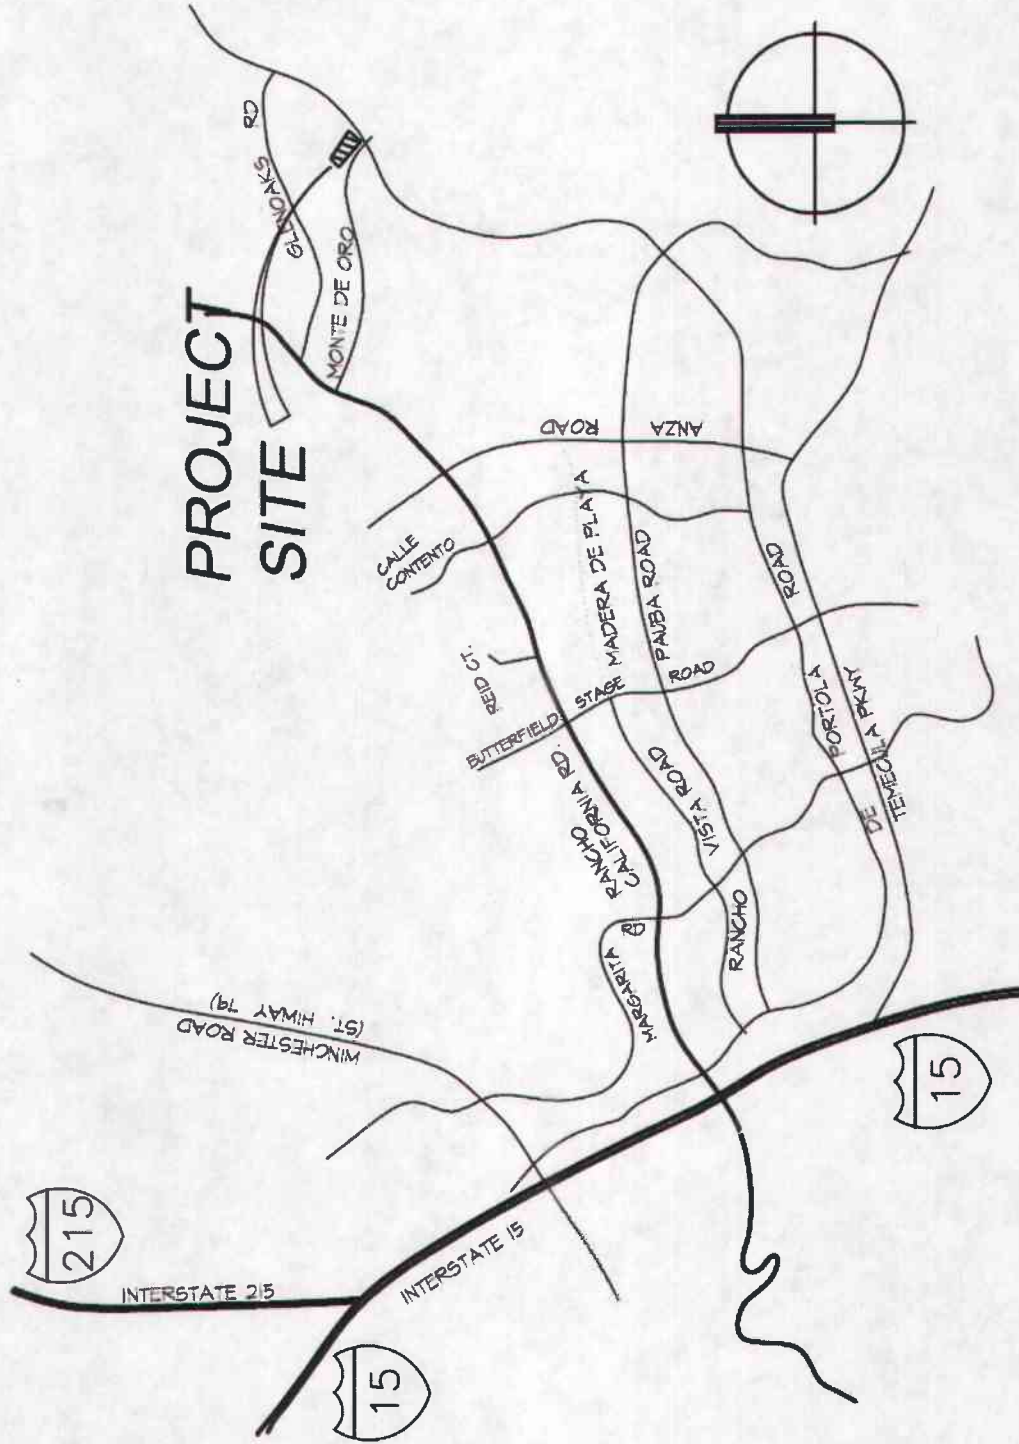 PROJECT
SITE
GLENOAKS RD
MONTE DE ORO
ANZA ROAD
CALLE
CONTENTO
MADERA DE PLAYA
PAUBA ROAD
REID CT.
BUTTERFIELD STAGE ROAD
RANCHO
CALIFORNIA RD.
RANCHO VISTA ROAD
DE PORTOLA ROAD
TEMECULA PKWY
MARGARITA RD
WINCHESTER ROAD
(ST. HIWAY 79)
INTERSTATE 215
215
INTERSTATE 15
15
15